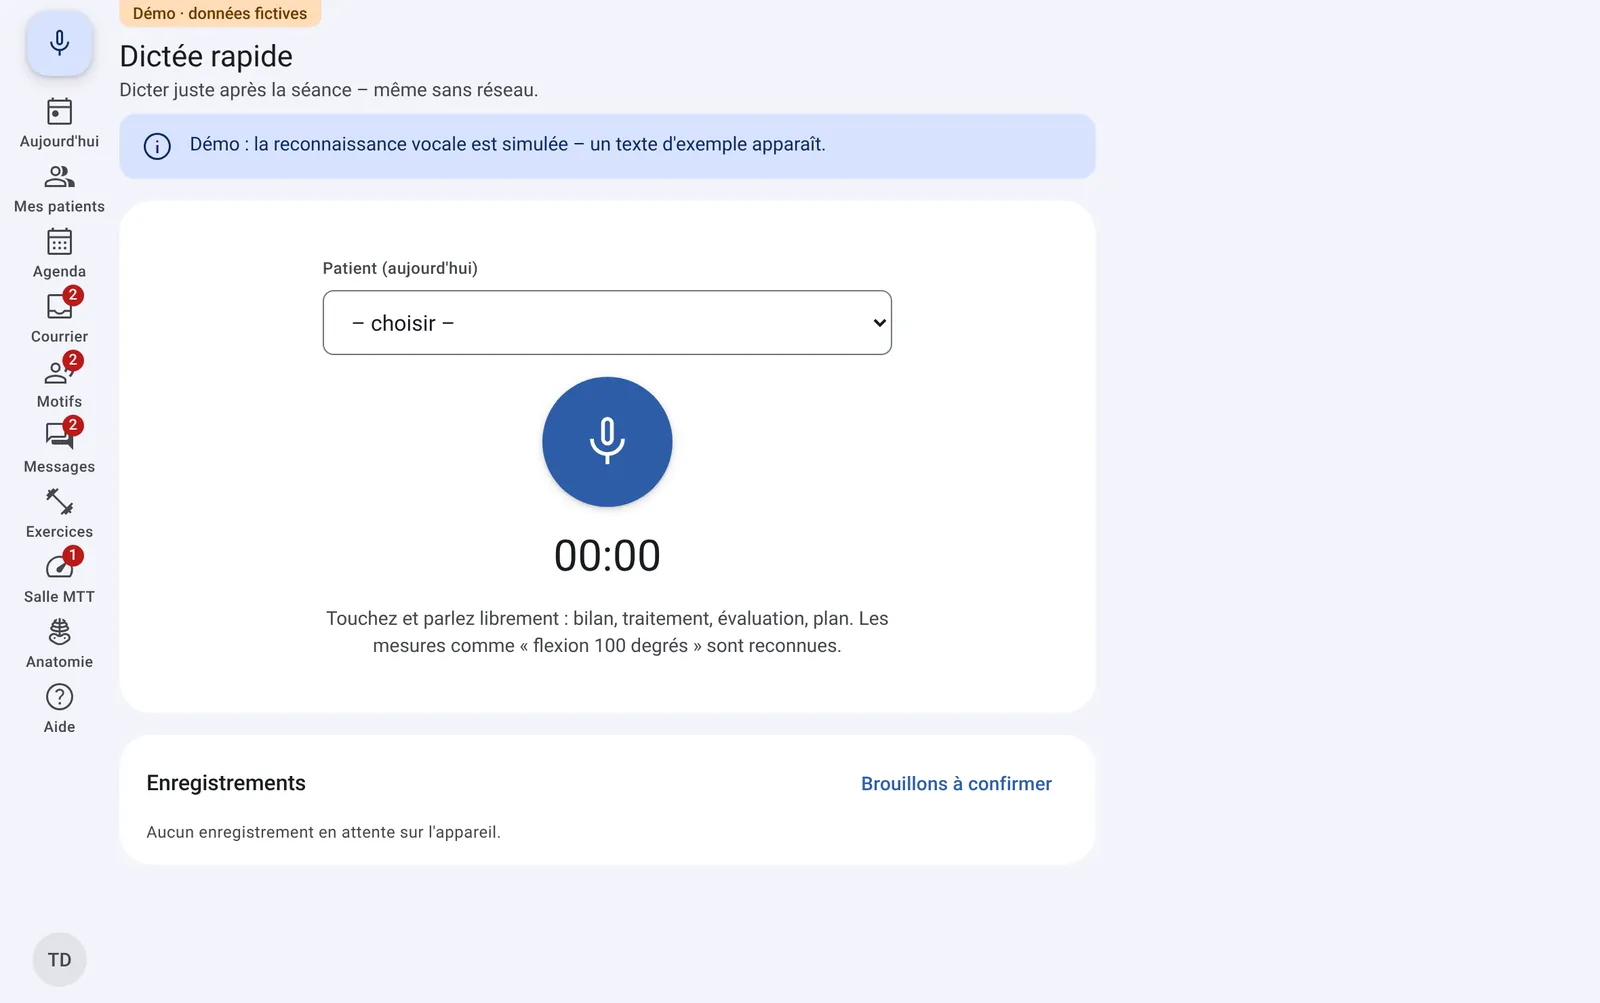 Démo · données fictives
Dictée rapide
Dicter juste après la séance – même sans réseau.
Démo : la reconnaissance vocale est simulée – un texte d'exemple apparaît.
Aujourd'hui
Mes patients
Agenda
2
Courrier
2
Motifs
2
Messages
Exercices
1
Salle MTT
Anatomie
?
Aide
TD
Patient (aujourd'hui)
– choisir –
00:00
Touchez et parlez librement : bilan, traitement, évaluation, plan. Les
mesures comme « flexion 100 degrés » sont reconnues.
Enregistrements
Brouillons à confirmer
Aucun enregistrement en attente sur l'appareil.